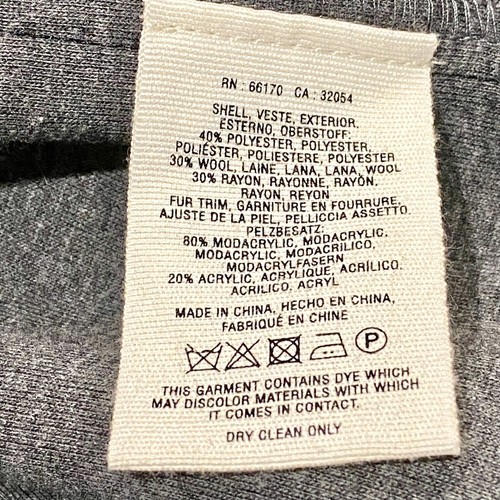 RN : 66170 CA : 32054
SHELL, VESTE, EXTERIOR.
ESTERNO, OBERSTOFF:
40% POLYESTER, POLYESTER,
POLIÉSTER, POLIESTERE, POLYESTER
30% WOOL, LAINE, LANA, LANA, WOOL
30% RAYON, RAYONNE, RAYÓN,
RAYON, REYON
FUR TRIM, GARNITURE EN FOURRURE,
AJUSTE DE LA PIEL, PELLICCIA ASSETTO.
PELZBESATZ:
80% MODACRYLIC, MODACRYLIC,
MODACRYLIC, MODACRILICO,
MODACRYLFASERN
20% ACRYLIC, ACRYLIQUE, ACRÍLICO.
ACRILICO, ACRYL
MADE IN CHINA, HECHO EN CHINA,
FABRIQUÉ EN CHINE
P
THIS GARMENT CONTAINS DYE WHICH
MAY DISCOLOR MATERIALS WITH WHICH
IT COMES IN CONTACT.
DRY CLEAN ONLY